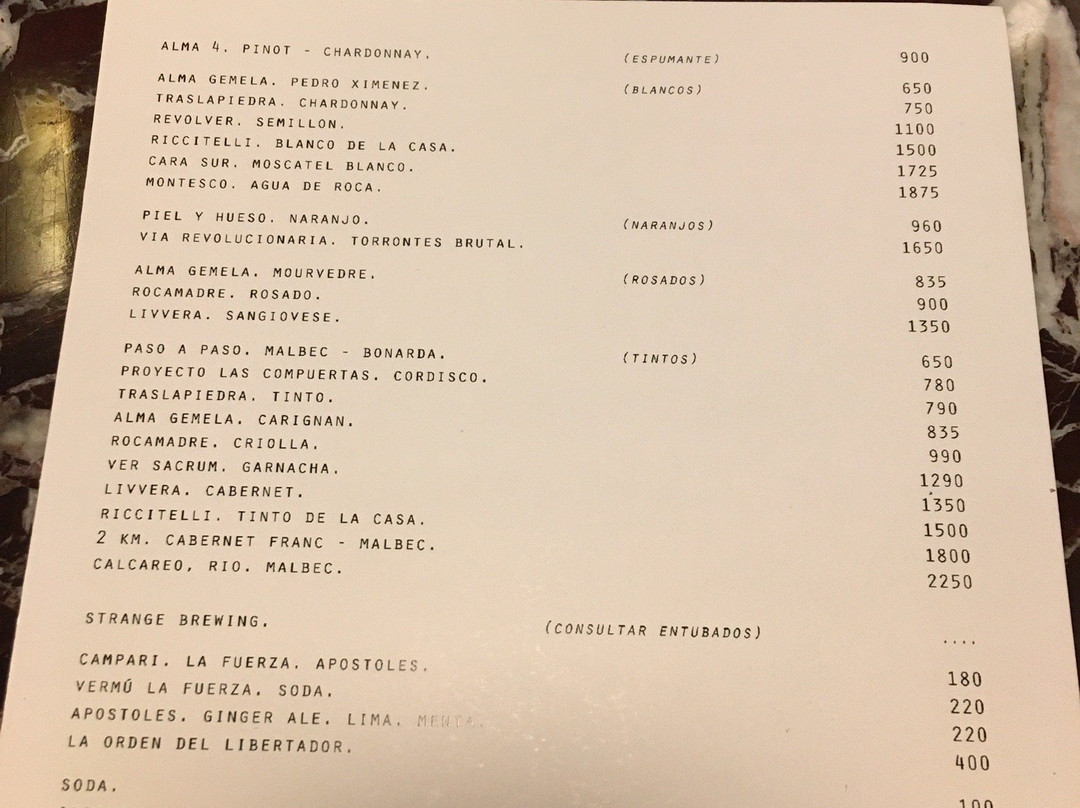 ALMA 4. PINOT - CHARDONNAY. (ESPUMANTE) 900
ALMA GEMELA. PEDRO XIMENEZ. (BLANCOS) 650
TRASLAPIEDRA. CHARDONNAY. 750
REVOLVER. SEMILLON. 1100
RICCITELLI. BLANCO DE LA CASA. 1500
CARA SUR. MOSCATEL BLANCO. 1725
MONTESCO. AGUA DE ROCA. 1875
PIEL Y HUESO. NARANJO. (NARANJOS) 960
VIA REVOLUCIONARIA. TORRONTES BRUTAL. 1650
ALMA GEMELA. MOURVEDRE. (ROSADOS) 835
ROCAMADRE. ROSADO. 900
LIVVERA. SANGIOVESE. 1350
PASO A PASO. MALBEC - BONARDA. (TINTOS) 650
PROYECTO LAS COMPUERTAS. CORDISCO. 780
TRASLAPIEDRA. TINTO. 790
ALMA GEMELA. CARIGNAN. 835
ROCAMADRE. CRIOLLA. 990
VER SACRUM. GARNACHA. 1290
LIVVERA. CABERNET. 1350
RICCITELLI. TINTO DE LA CASA. 1500
2 KM. CABERNET FRANC - MALBEC. 1800
CALCAREO, RIO. MALBEC. 2250
STRANGE BREWING. (CONSULTAR ENTUBADOS) ....
CAMPARI. LA FUERZA. APOSTOLES. 180
VERMÚ LA FUERZA. SODA. 220
APOSTOLES. GINGER ALE. LIMA. MENTA. 220
LA ORDEN DEL LIBERTADOR. 400
SODA. 100